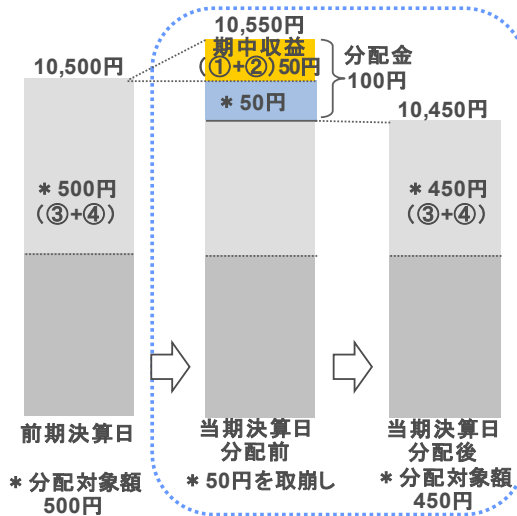 10,550円
期中収益
(①+②)50円
分配金
100円
10,500円
＊50円
10,450円
＊500円
(③+④)
＊450円
(③+④)
前期決算日
当期決算日
分配前
当期決算日
分配後
＊分配対象額
500円
＊50円を取崩し
＊分配対象額
450円